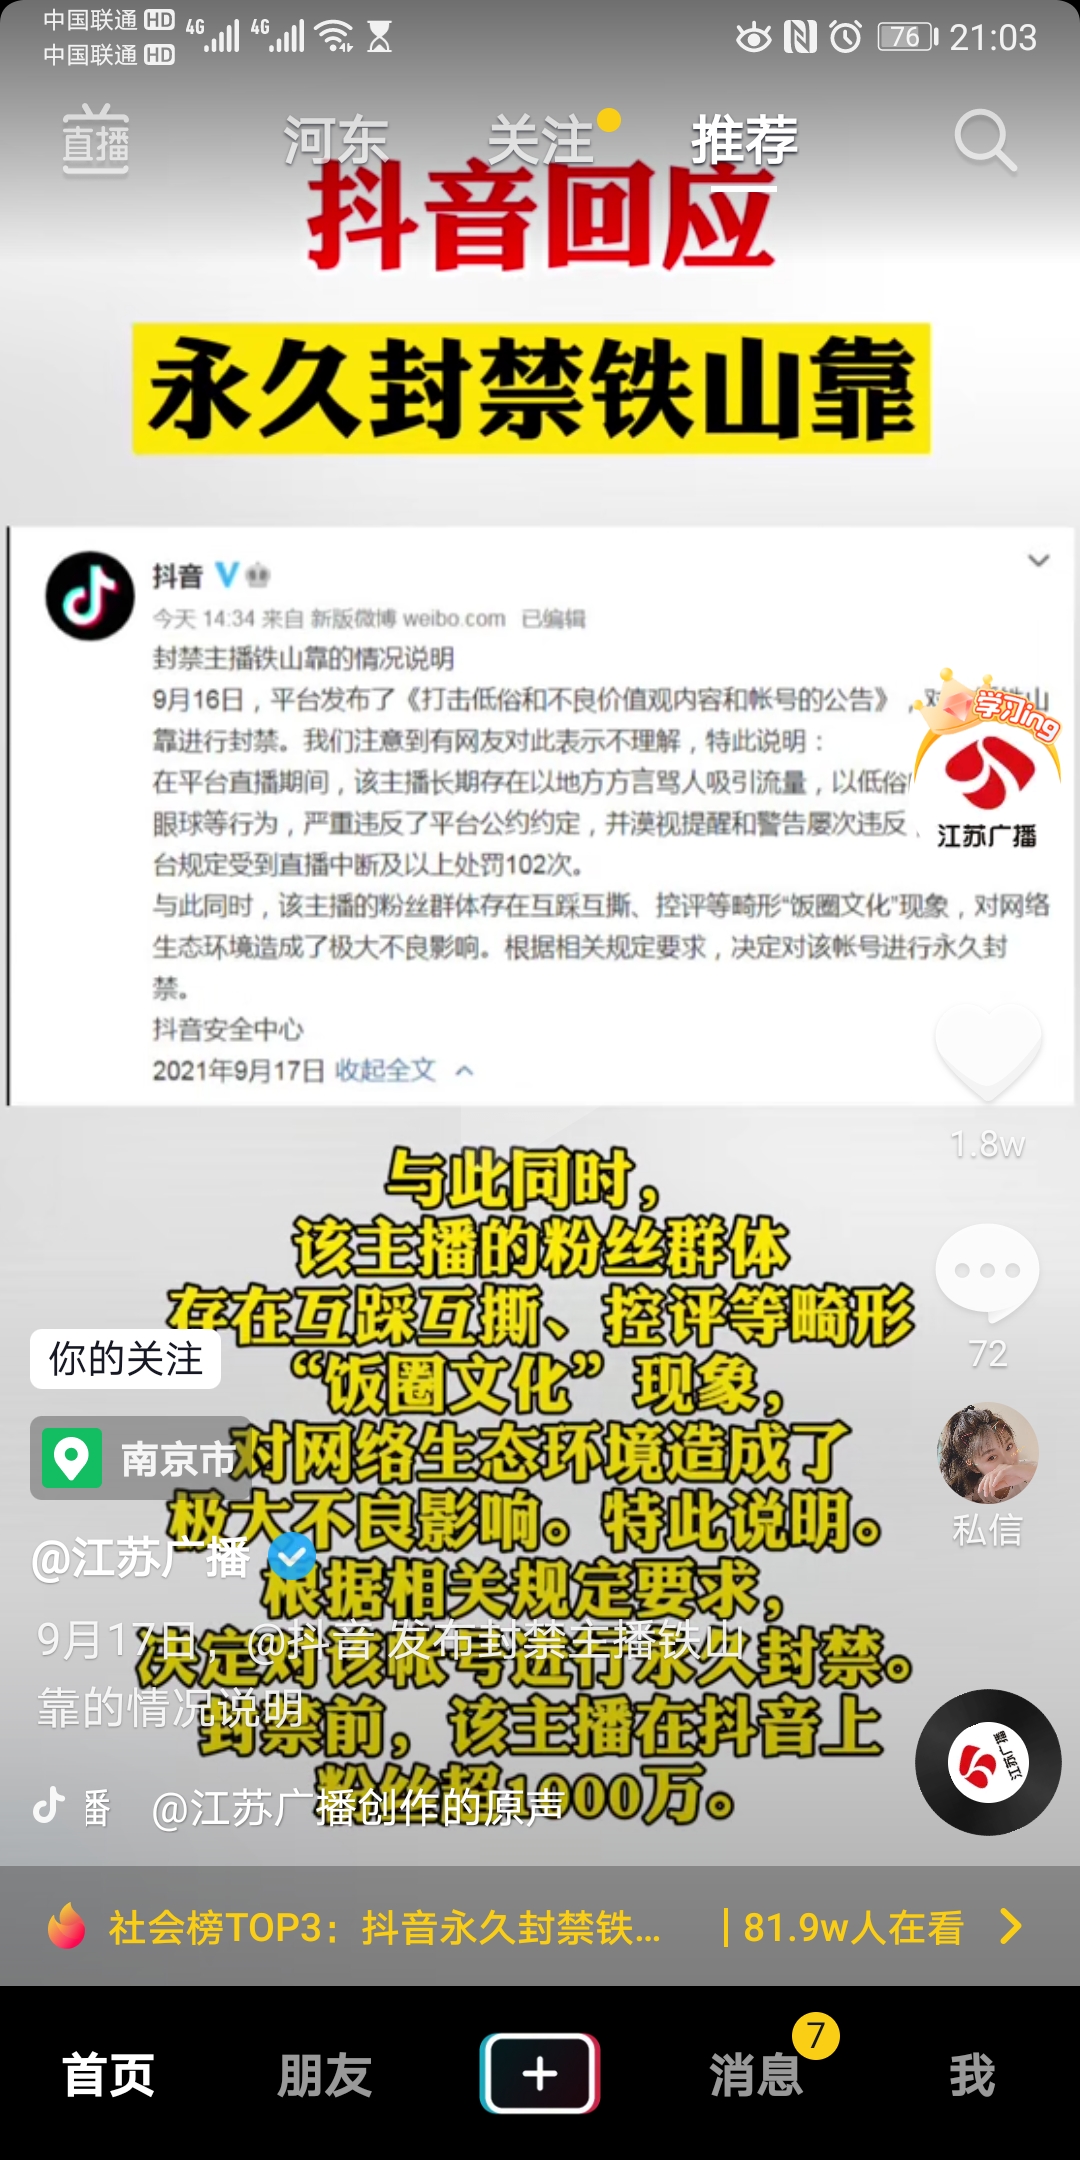 中国联通 HD 4G 4G
中国联通 HD
76 21:03
直播 河东 关注 推荐
抖音回应
永久封禁铁山靠
抖音 V
今天 14:34 来自 新版微博 weibo.com 已编辑
封禁主播铁山靠的情况说明
9月16日，平台发布了《打击低俗和不良价值观内容和帐号的公告》，对 山
靠进行封禁。我们注意到有网友对此表示不理解，特此说明：
在平台直播期间，该主播长期存在以地方方言骂人吸引流量，以低俗
眼球等行为，严重违反了平台公约约定，并漠视提醒和警告屡次违反
台规定受到直播中断及以上处罚102次。
与此同时，该主播的粉丝群体存在互踩互撕、控评等畸形“饭圈文化”现象，对网络
生态环境造成了极大不良影响。根据相关规定要求，决定对该帐号进行永久封
禁。
抖音安全中心
2021年9月17日 收起全文
学习ing
江苏广播
1.8w
72
私信
与此同时，
该主播的粉丝群体
存在互踩互撕、控评等畸形
“饭圈文化”现象，
对网络生态环境造成了
极大不良影响。特此说明。
根据相关规定要求，
决定对该帐号进行永久封禁。
封禁前，该主播在抖音上
粉丝超1000万。
你的关注
南京市
@江苏广播
9月17日，@抖音 发布封禁主播铁山
靠的情况说明
番 @江苏广播创作的原声
江苏广播
社会榜TOP3：抖音永久封禁铁... | 81.9w人在看
首页 朋友 消息 7 我